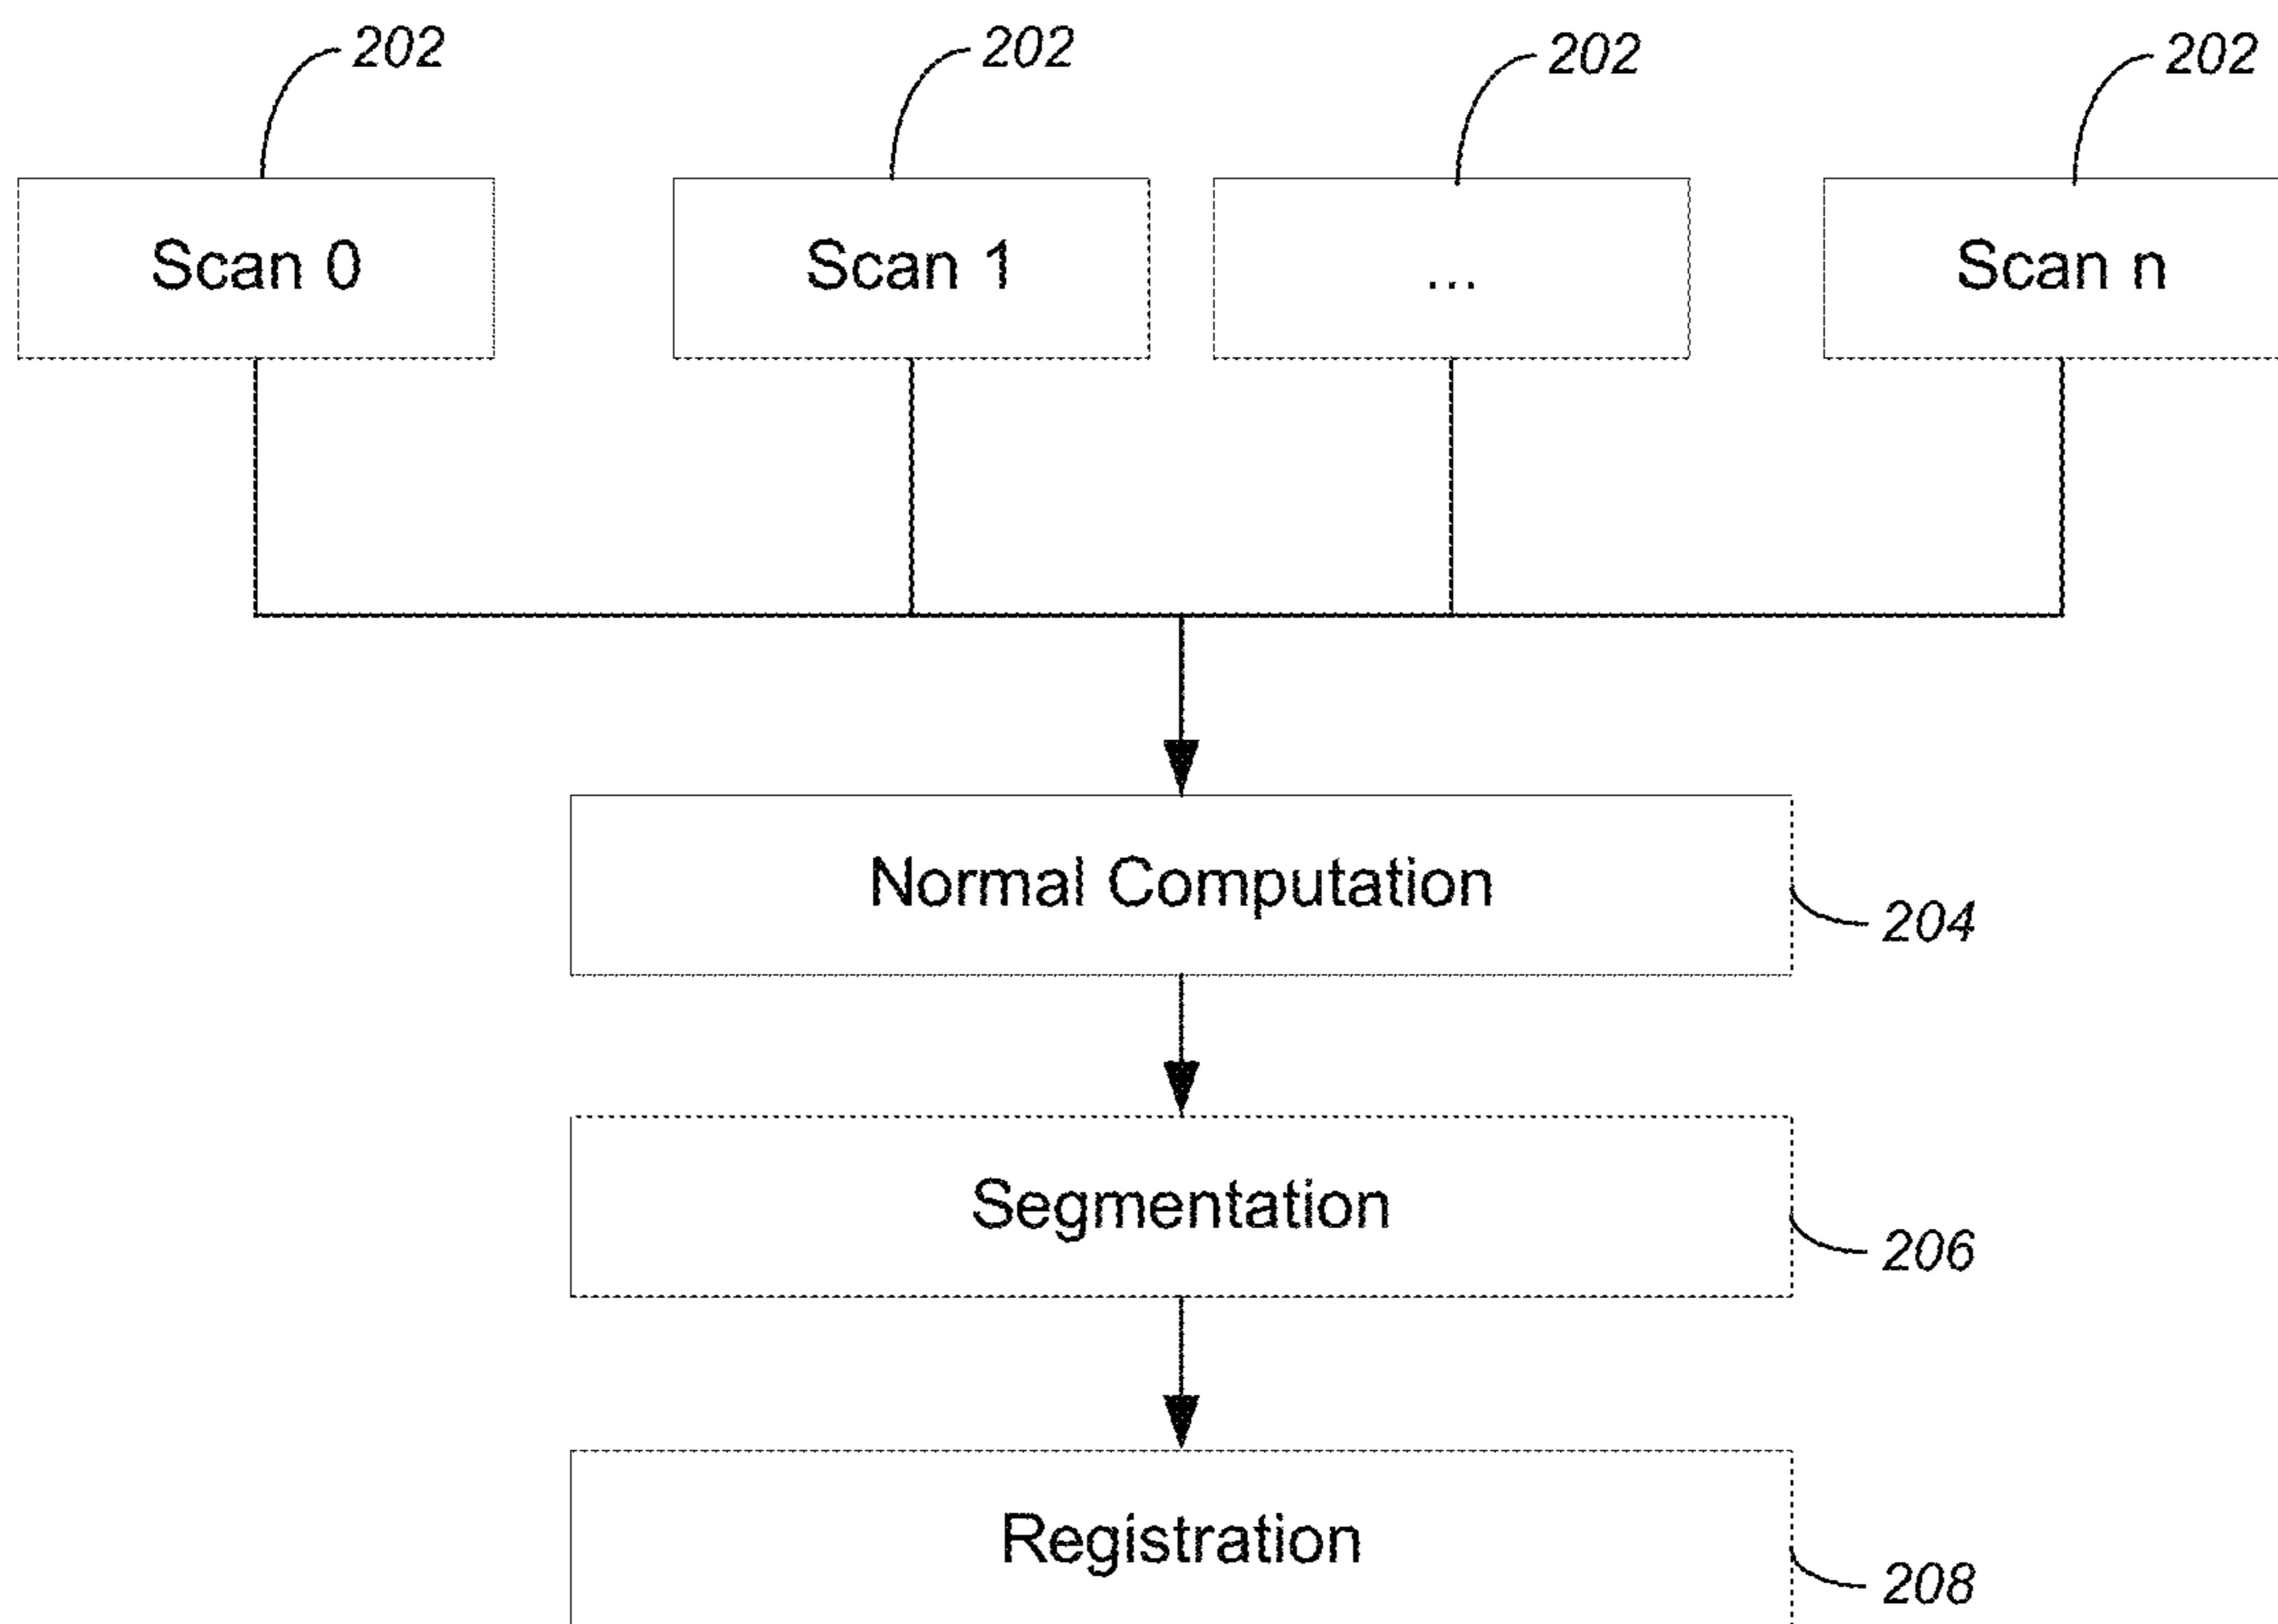 202
202
202
202
Scan 0
Scan 1
...
Scan n
Normal Computation
204
Segmentation
206
Registration
208